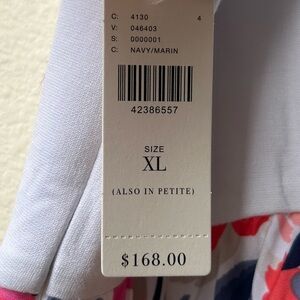 C: 4130 4
V: 046403
S: 0000001
C: NAVY/MARIN
42386557
SIZE
XL
(ALSO IN PETITE)
$168.00